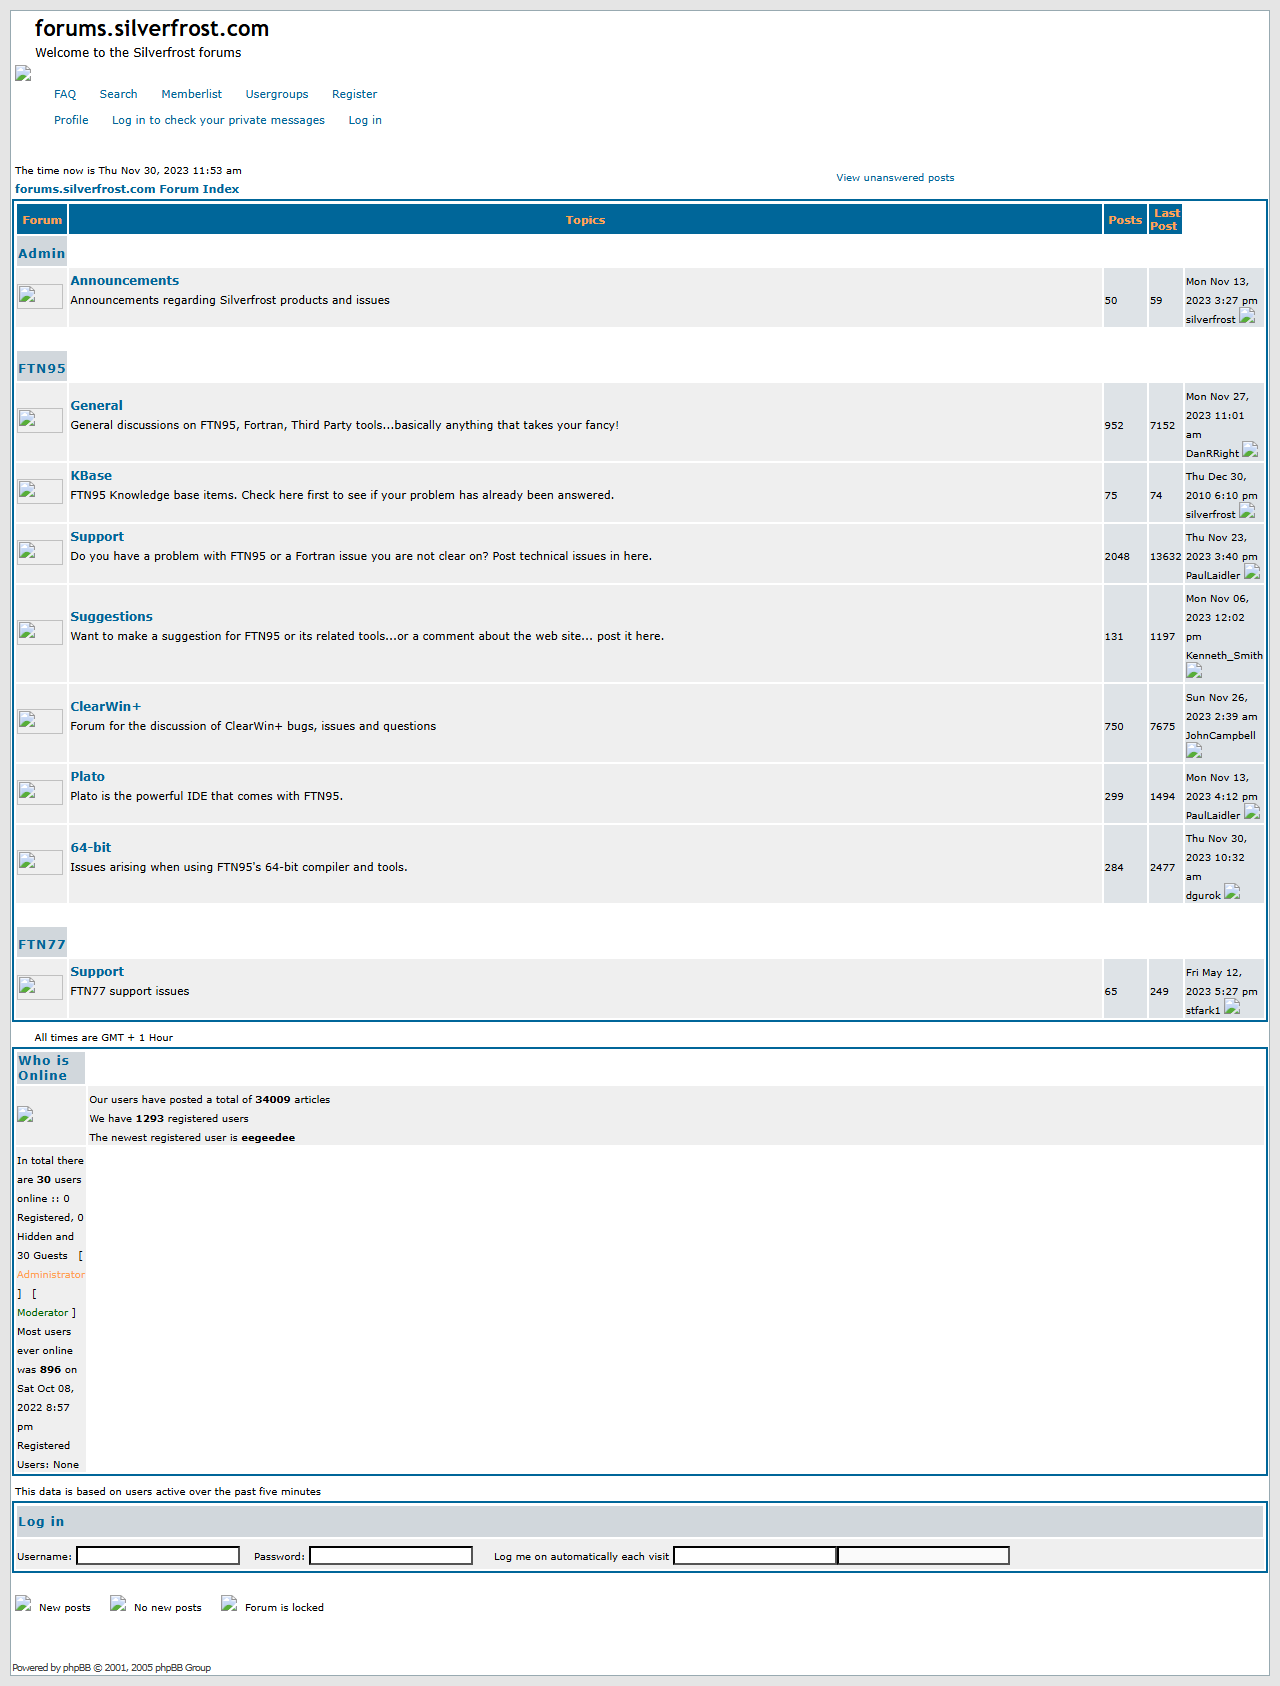 forums.silverfrost.com
Welcome to the Silverfrost forums
FAQ Search Memberlist Usergroups Register
Profile Log in to check your private messages Log in
The time now is Thu Nov 30, 2023 11:53 am
forums.silverfrost.com Forum Index
View unanswered posts
Forum Topics Posts Last
Post
Admin
Announcements
Announcements regarding Silverfrost products and issues
50
59
Mon Nov 13,
2023 3:27 pm
silverfrost
FTN95
General
General discussions on FTN95, Fortran, Third Party tools...basically anything that takes your fancy!
952
7152
Mon Nov 27,
2023 11:01
am
DanRRight
KBase
FTN95 Knowledge base items. Check here first to see if your problem has already been answered.
75
74
Thu Dec 30,
2010 6:10 pm
silverfrost
Support
Do you have a problem with FTN95 or a Fortran issue you are not clear on? Post technical issues in here.
2048
13632
Thu Nov 23,
2023 3:40 pm
PaulLaidler
Suggestions
Want to make a suggestion for FTN95 or its related tools...or a comment about the web site... post it here.
131
1197
Mon Nov 06,
2023 12:02
pm
Kenneth_Smith
ClearWin+
Forum for the discussion of ClearWin+ bugs, issues and questions
750
7675
Sun Nov 26,
2023 2:39 am
JohnCampbell
Plato
Plato is the powerful IDE that comes with FTN95.
299
1494
Mon Nov 13,
2023 4:12 pm
PaulLaidler
64-bit
Issues arising when using FTN95's 64-bit compiler and tools.
284
2477
Thu Nov 30,
2023 10:32
am
dgurok
FTN77
Support
FTN77 support issues
65
249
Fri May 12,
2023 5:27 pm
stfark1
All times are GMT + 1 Hour
Who is
Online
Our users have posted a total of 34009 articles
We have 1293 registered users
The newest registered user is eegeedee
In total there
are 30 users
online :: 0
Registered, 0
Hidden and
30 Guests [
Administrator
] [
Moderator ]
Most users
ever online
was 896 on
Sat Oct 08,
2022 8:57
pm
Registered
Users: None
This data is based on users active over the past five minutes
Log in
Username: Password: Log me on automatically each visit
New posts No new posts Forum is locked
Powered by phpBB © 2001, 2005 phpBB Group